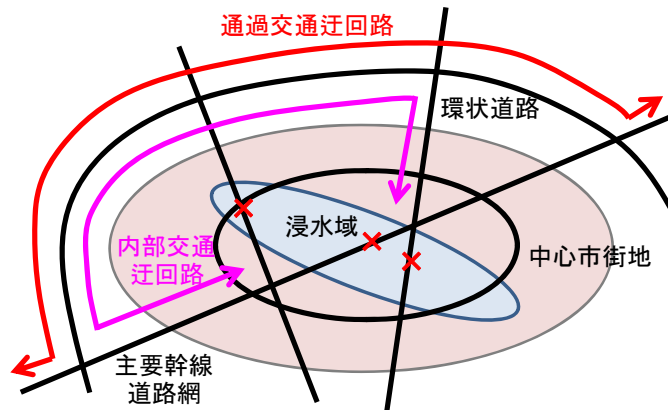 通過交通迂回路
環状道路
浸水域
内部交通
迂回路
中心市街地
主要幹線
道路網